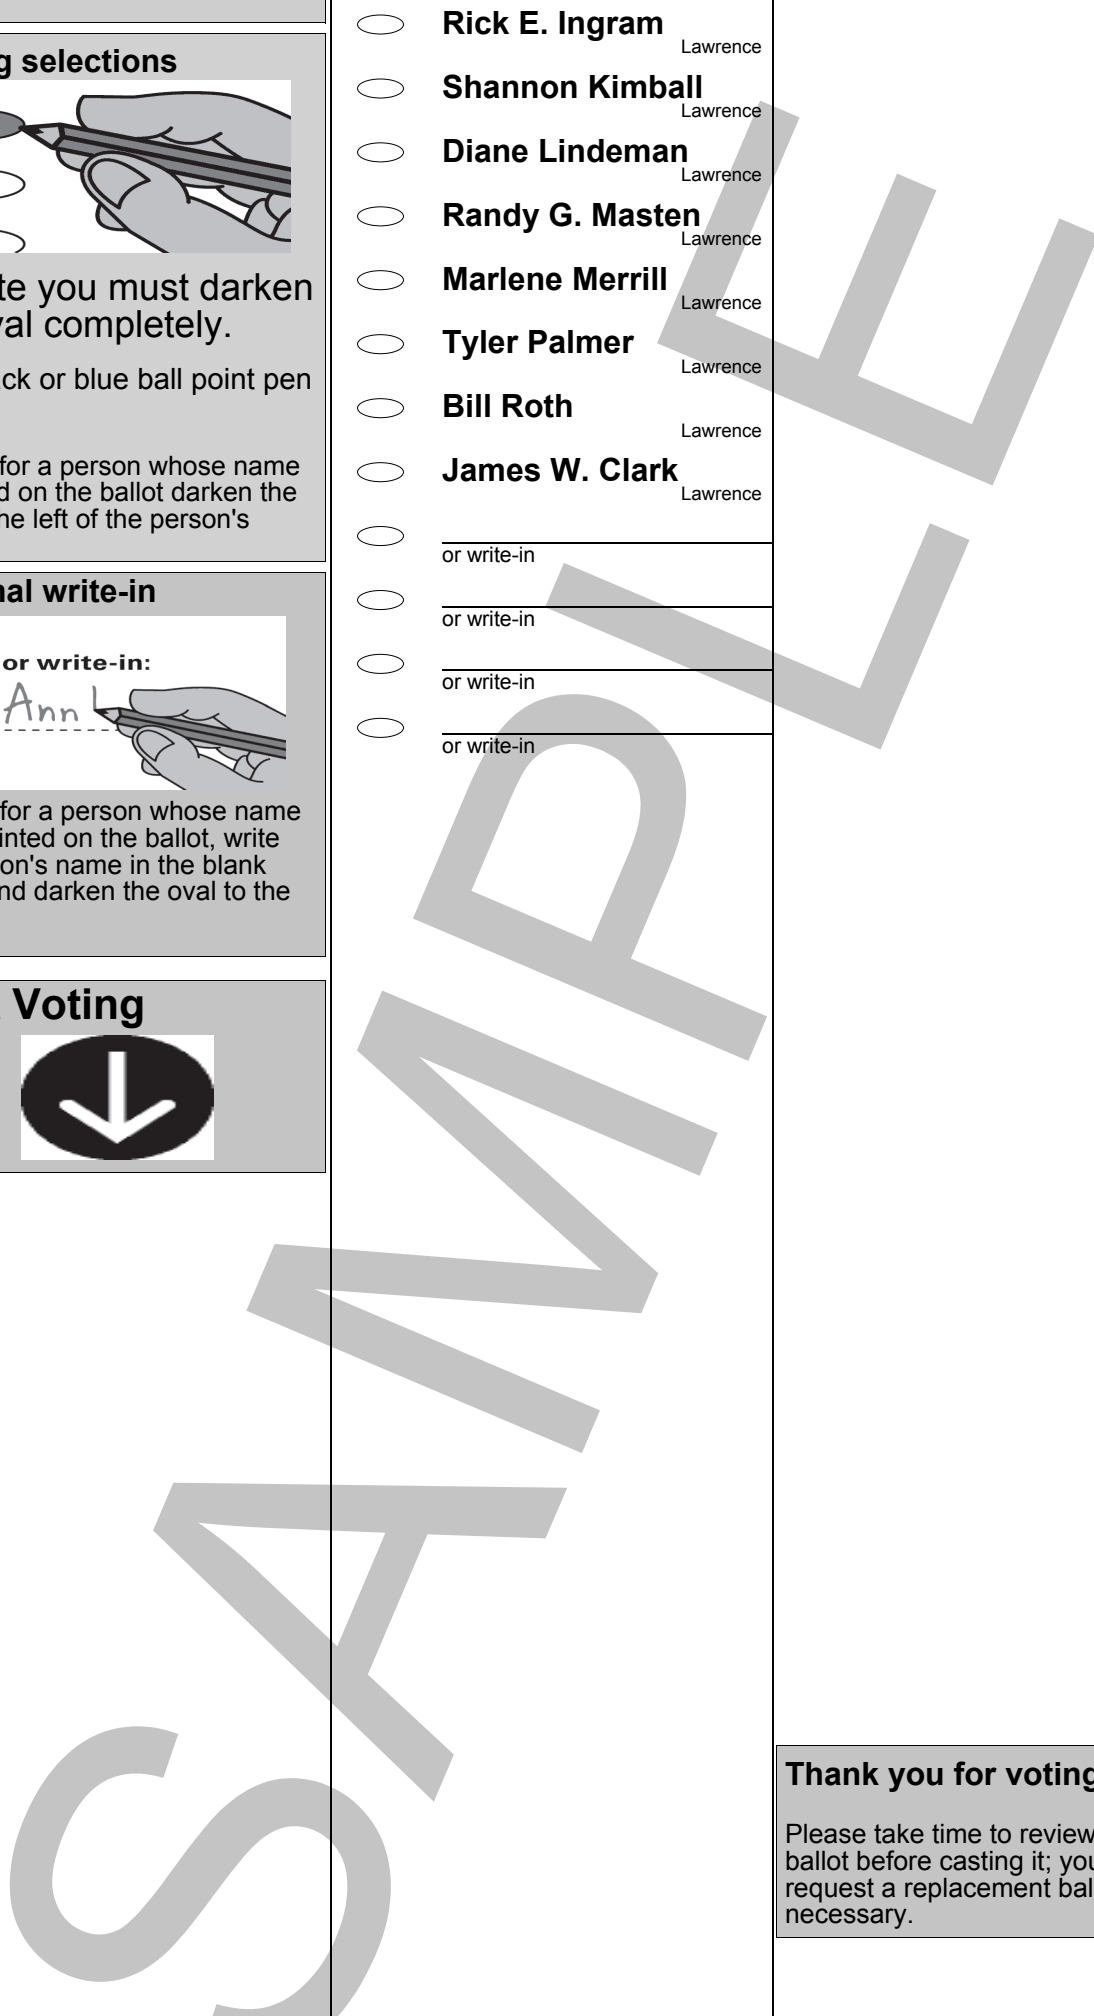 g selections
te you must darken
val completely.
ck or blue ball point pen
for a person whose name
d on the ballot darken the
he left of the person's
nal write-in
or write-in:
Ann L
for a person whose name
inted on the ballot, write
on's name in the blank
nd darken the oval to the
Voting
Rick E. Ingram
Lawrence
Shannon Kimball
Lawrence
Diane Lindeman
Lawrence
Randy G. Masten
Lawrence
Marlene Merrill
Lawrence
Tyler Palmer
Lawrence
Bill Roth
Lawrence
James W. Clark
Lawrence
or write-in
or write-in
or write-in
or write-in
Thank you for voting
Please take time to review
ballot before casting it; you
request a replacement bal
necessary.
SAMPLE